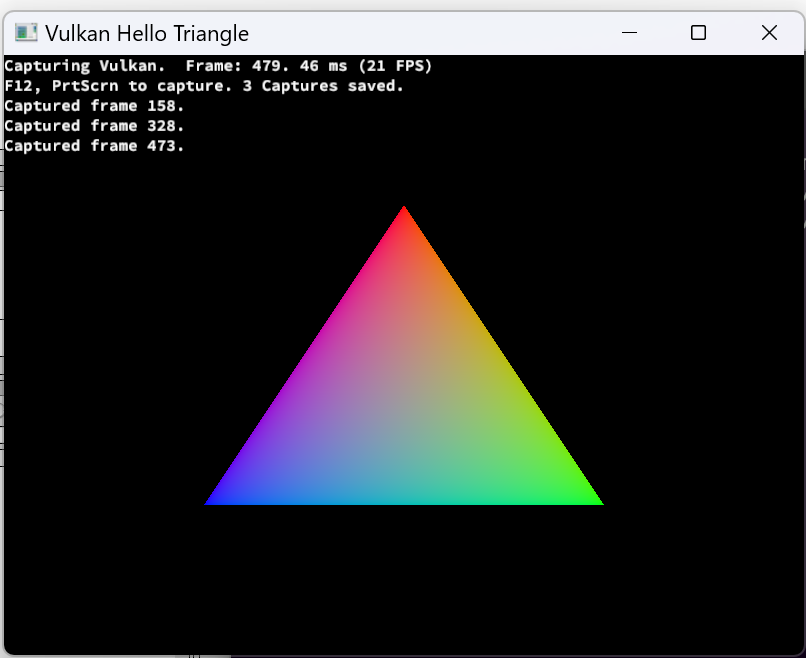 Vulkan Hello Triangle
Capturing Vulkan.  Frame: 479. 46 ms (21 FPS)
F12, PrtScrn to capture. 3 Captures saved.
Captured frame 158.
Captured frame 328.
Captured frame 473.